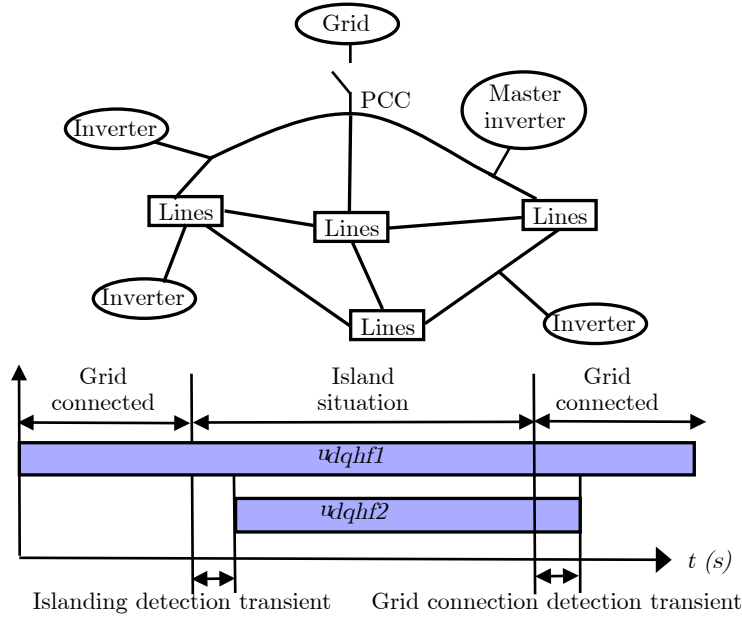 Grid
PCC
Master
inverter
Inverter
Lines
Lines
Lines
Inverter
Lines
Inverter
Grid
connected
Island
situation
Grid
connected
udqhf1
udqhf2
t (s)
Islanding detection transient
Grid connection detection transient